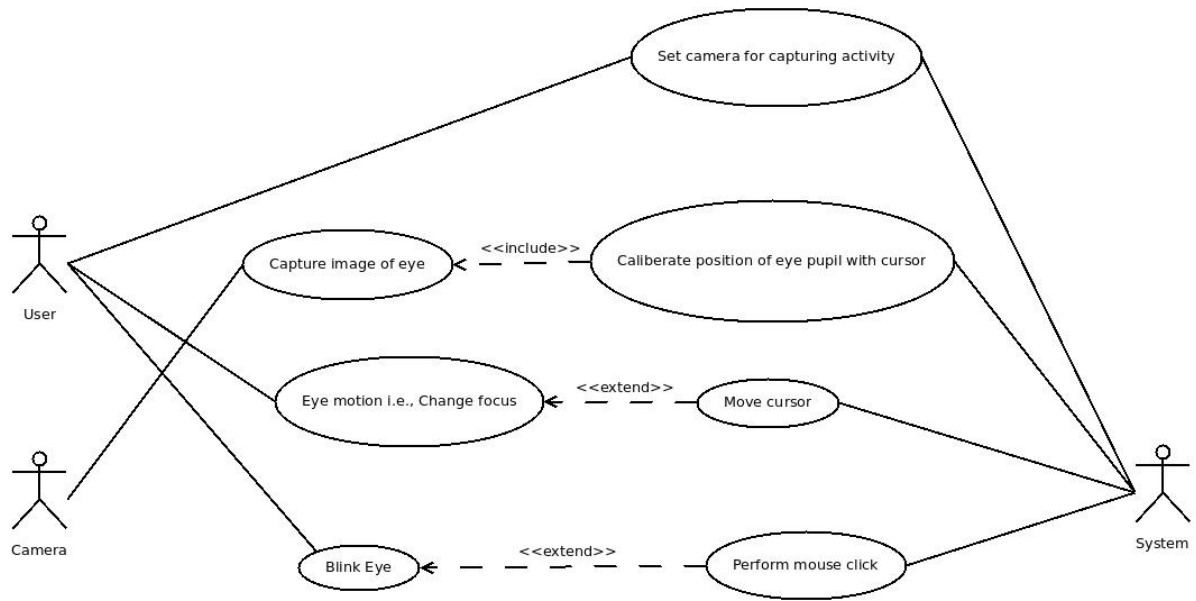 Set camera for capturing activity
<<include>>
Capture image of eye
Caliberate position of eye pupil with cursor
User
<<extend>>
Eye motion i.e., Change focus
Move cursor
Camera
System
<<extend>>
Blink Eye
Perform mouse click